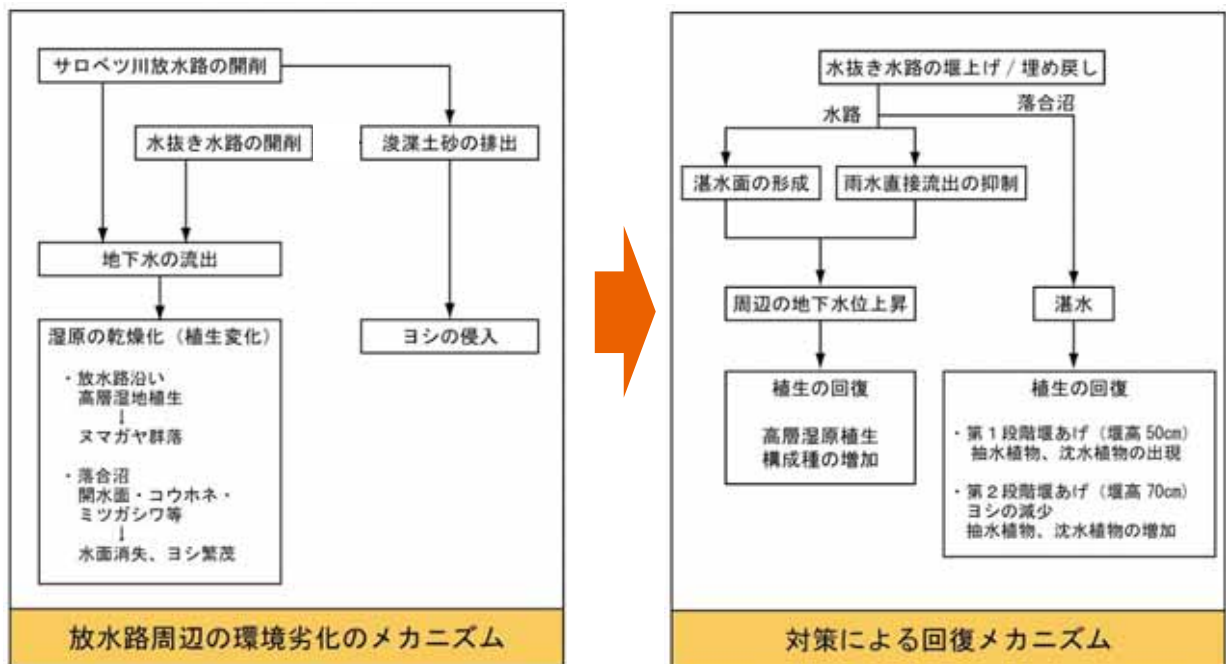 サロベツ川放水路の開削
水抜き水路の開削
浚渫土砂の排出
地下水の流出
湿原の乾燥化（植生変化）
・放水路沿い
高層湿地植生
↓
ヌマガヤ群落
・落合沼
開水面・コウホネ・
ミツガシワ等
↓
水面消失、ヨシ繁茂
ヨシの侵入
放水路周辺の環境劣化のメカニズム
水抜き水路の堰上げ / 埋め戻し
水路
落合沼
湛水面の形成
雨水直接流出の抑制
周辺の地下水位上昇
湛水
植生の回復
高層湿原植生
構成種の増加
植生の回復
・第１段階堰あげ（堰高 50cm）
抽水植物、沈水植物の出現
・第２段階堰あげ（堰高 70cm）
ヨシの減少
抽水植物、沈水植物の増加
対策による回復メカニズム